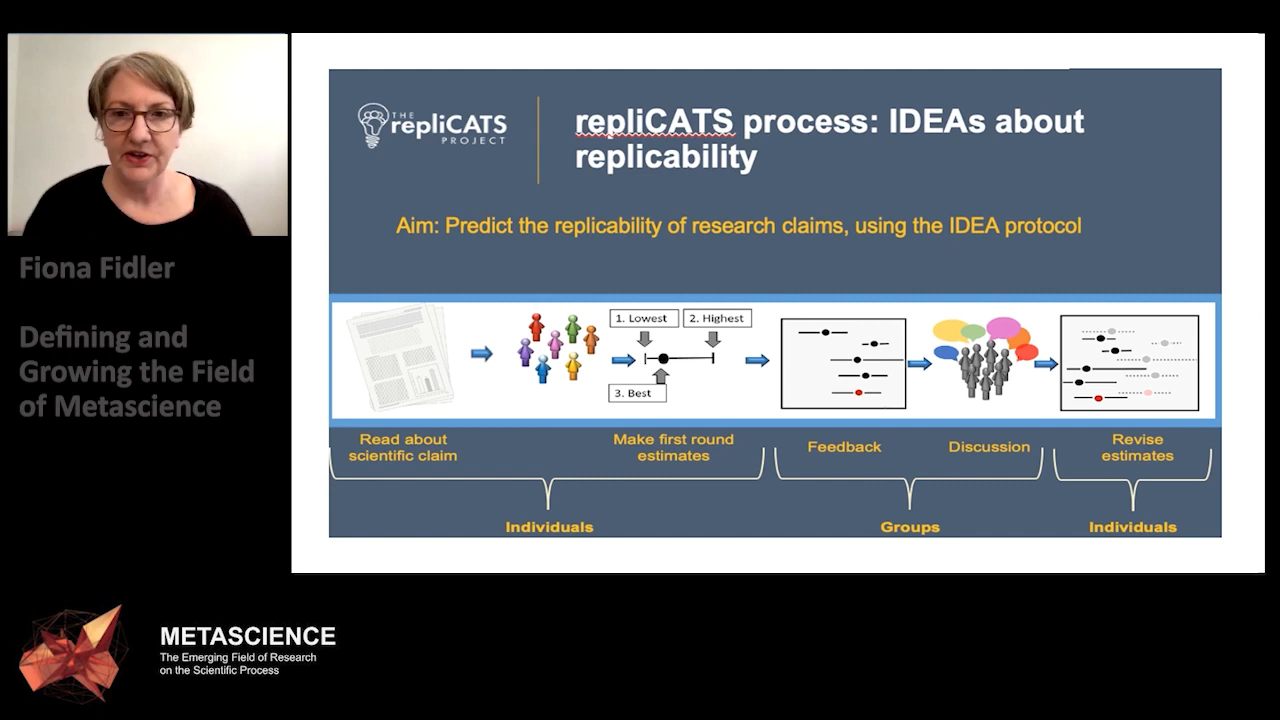 Fiona Fidler
Defining and
Growing the Field
of Metascience
THE
repliCATS
PROJECT
repliCATS process: IDEAs about
replicability
Aim: Predict the replicability of research claims, using the IDEA protocol
1. Lowest
2. Highest
3. Best
Read about
scientific claim
Make first round
estimates
Feedback
Discussion
Revise
estimates
Individuals
Groups
Individuals
METASCIENCE
The Emerging Field of Research
on the Scientific Process